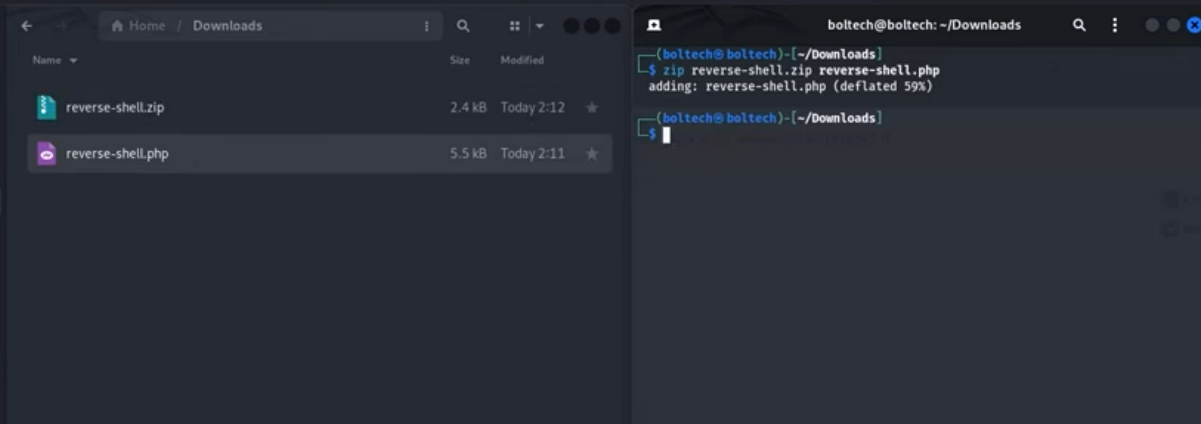 Home / Downloads
Name Size Modified
reverse-shell.zip 2.4 kB Today 2:12
reverse-shell.php 5.5 kB Today 2:11
boltech@boltech: ~/Downloads
(boltech㉿boltech)-[~/Downloads]
$ zip reverse-shell.zip reverse-shell.php
adding: reverse-shell.php (deflated 59%)
(boltech㉿boltech)-[~/Downloads]
$